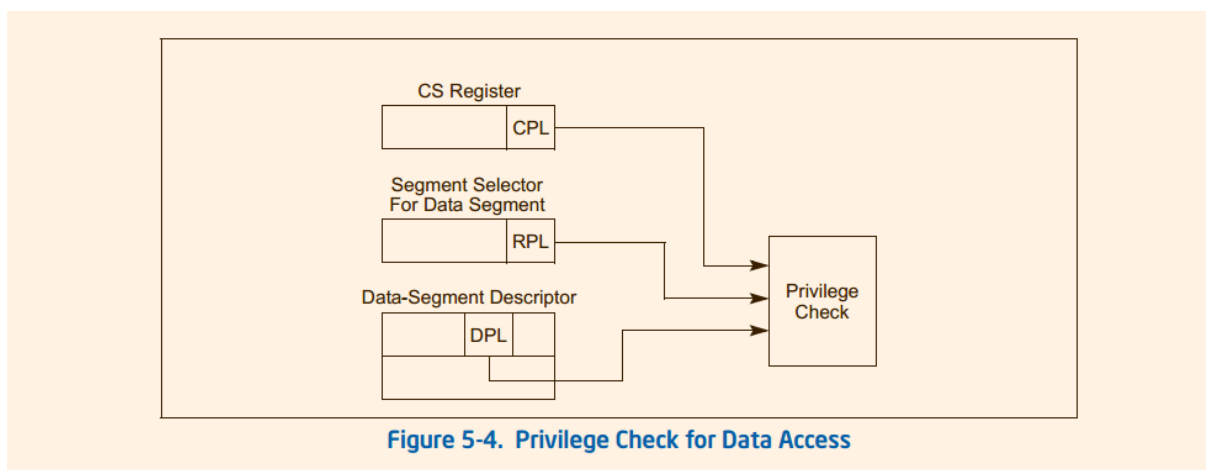 CS Register
CPL
Segment Selector
For Data Segment
RPL
Data-Segment Descriptor
DPL
Privilege
Check
Figure 5-4. Privilege Check for Data Access